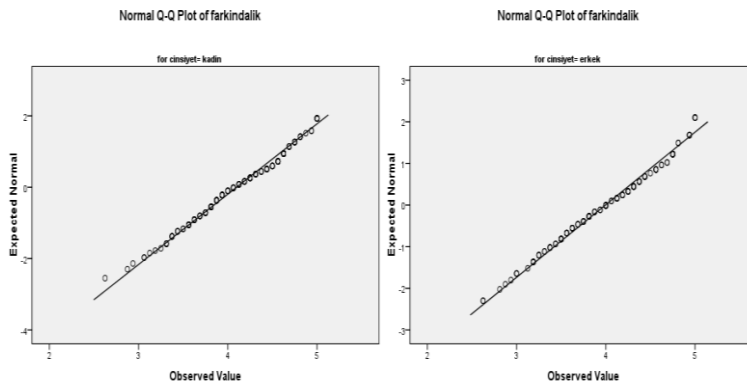 Normal Q-Q Plot of farkindalik
for cinsiyet= kadin
Expected Normal
2
0
-2
-4
2
3
4
5
Observed Value
Normal Q-Q Plot of farkindalik
for cinsiyet= erkek
Expected Normal
3
2
1
0
-1
-2
-3
2
3
4
5
Observed Value